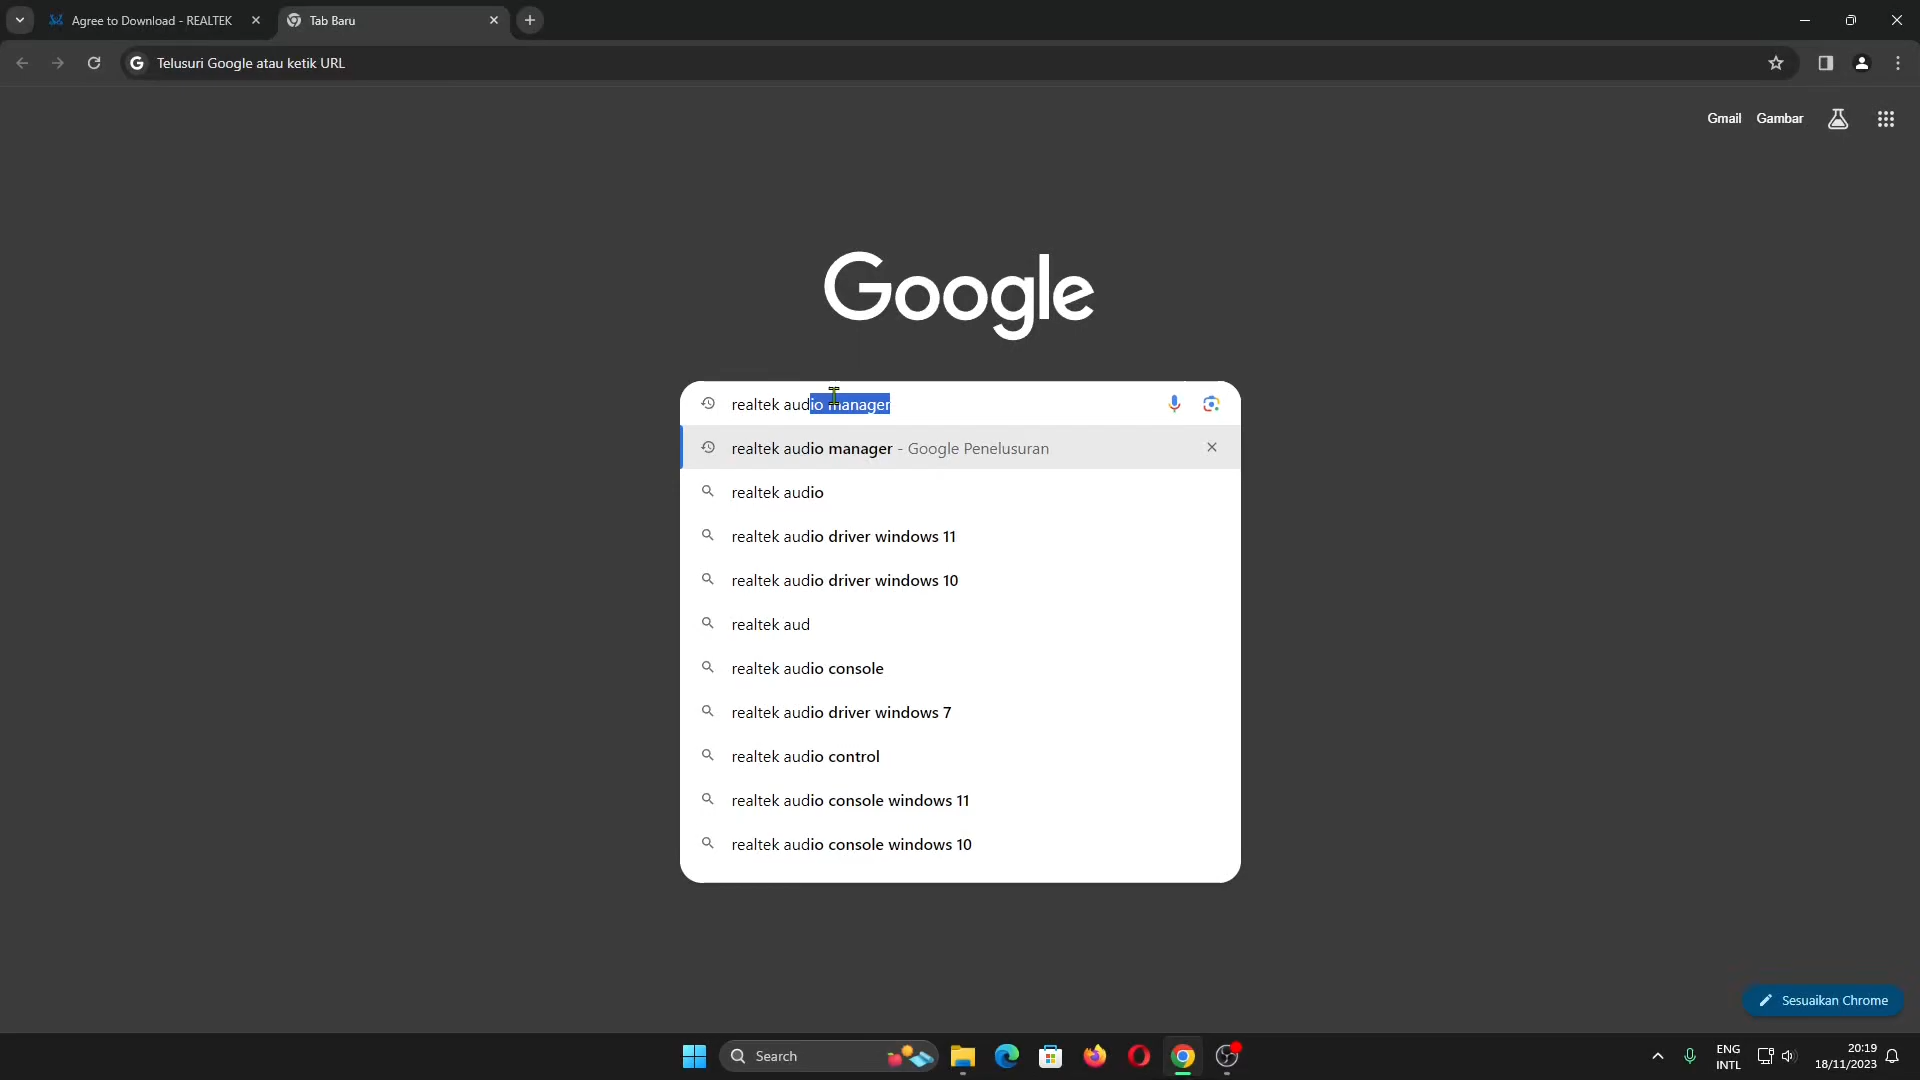 Agree to Download - REALTEK
Tab Baru
Telusuri Google atau ketik URL
Gmail
Gambar
Google
realtek audio manager
realtek audio manager - Google Penelusuran
realtek audio
realtek audio driver windows 11
realtek audio driver windows 10
realtek aud
realtek audio console
realtek audio driver windows 7
realtek audio control
realtek audio console windows 11
realtek audio console windows 10
Sesuaikan Chrome
Search
ENG
INTL
20:19
18/11/2023